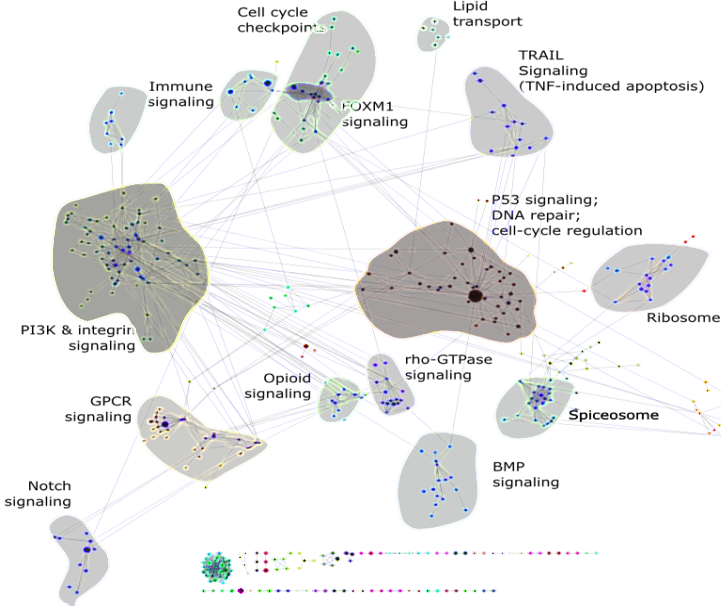 Cell cycle
checkpoints
Lipid
transport
TRAIL
Signaling
(TNF-induced apoptosis)
Immune
signaling
FOXM1
signaling
P53 signaling;
DNA repair;
cell-cycle regulation
Ribosome
PI3K & integrin
signaling
rho-GTPase
signaling
Opioid
signaling
GPCR
signaling
Spiceosome
BMP
signaling
Notch
signaling